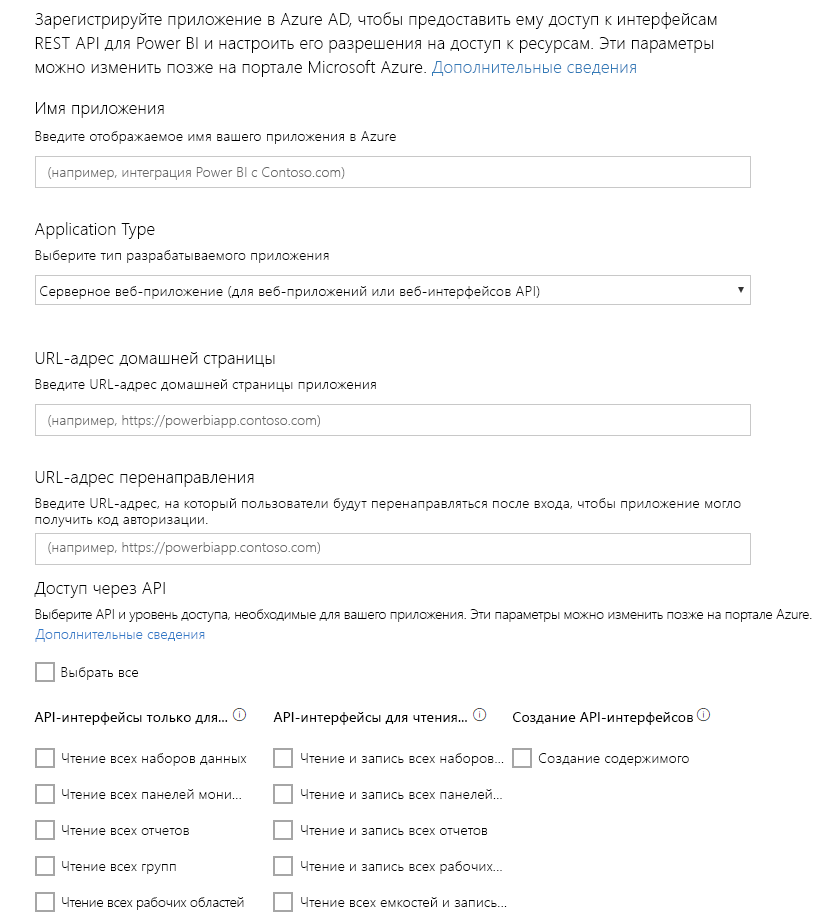 Зарегистрируйте приложение в Azure AD, чтобы предоставить ему доступ к интерфейсам
REST API для Power BI и настроить его разрешения на доступ к ресурсам. Эти параметры
можно изменить позже на портале Microsoft Azure. Дополнительные сведения
Имя приложения
Введите отображаемое имя вашего приложения в Azure
(например, интеграция Power BI с Contoso.com)
Application Type
Выберите тип разрабатываемого приложения
Серверное веб-приложение (для веб-приложений или веб-интерфейсов API)
URL-адрес домашней страницы
Введите URL-адрес домашней страницы приложения
(например, https://powerbiapp.contoso.com)
URL-адрес перенаправления
Введите URL-адрес, на который пользователи будут перенаправляться после входа, чтобы приложение могло
получить код авторизации.
(например, https://powerbiapp.contoso.com)
Доступ через API
Выберите API и уровень доступа, необходимые для вашего приложения. Эти параметры можно изменить позже на портале Azure.
Дополнительные сведения
Выбрать все
API-интерфейсы только для... API-интерфейсы для чтения... Создание API-интерфейсов
Чтение всех наборов данных Чтение и запись всех наборов... Создание содержимого
Чтение всех панелей мони... Чтение и запись всех панелей...
Чтение всех отчетов Чтение и запись всех отчетов
Чтение всех групп Чтение и запись всех рабочих...
Чтение всех рабочих областей Чтение всех емкостей и запись...